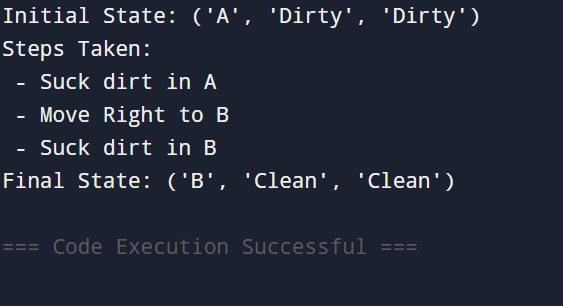 Initial State: ('A', 'Dirty', 'Dirty')
Steps Taken:
 - Suck dirt in A
 - Move Right to B
 - Suck dirt in B
Final State: ('B', 'Clean', 'Clean')
=== Code Execution Successful ===